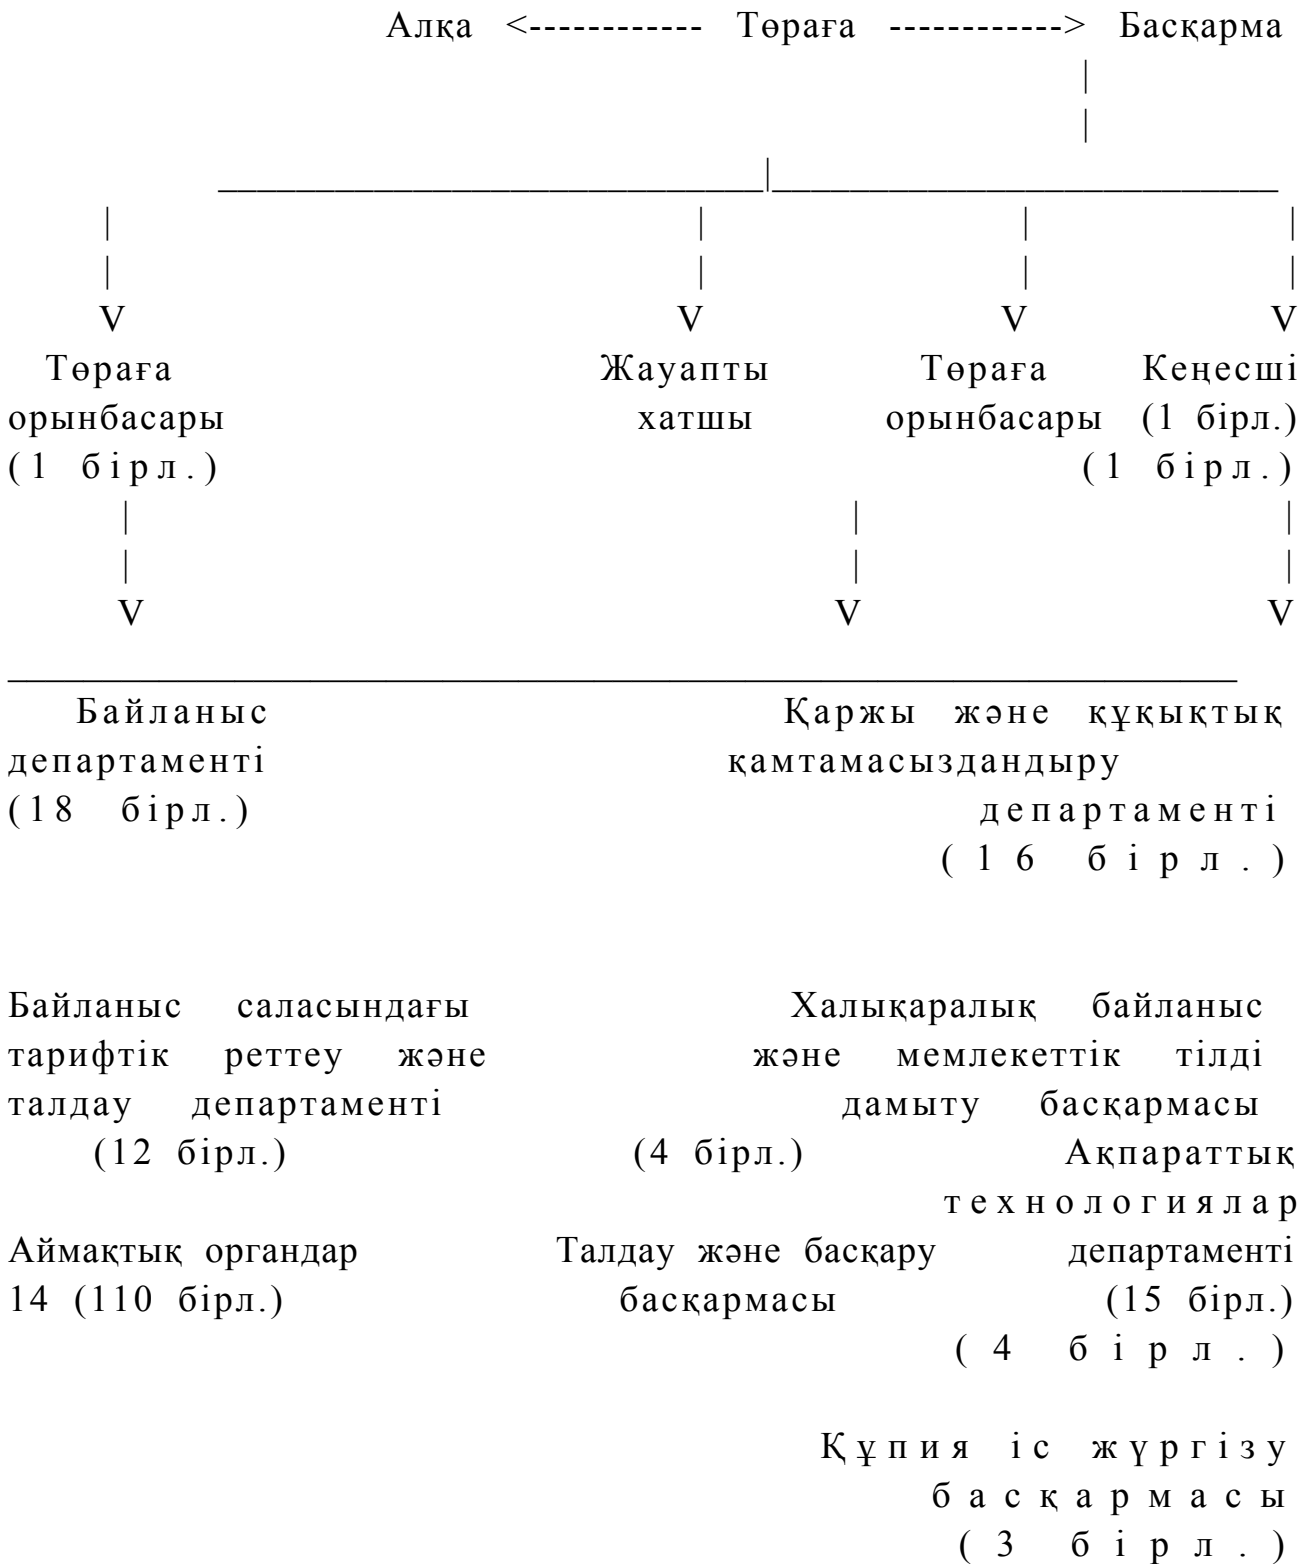 Алқа <------------ Төраға ------------> Басқарма
|
|
____________________________|__________________________
| | | |
| | | |
V V V V
Төраға Жауапты Төраға Кеңесші
орынбасары хатшы орынбасары (1 бірл.)
(1 бірл.) (1 бірл.)
| | |
| | |
V V V
_________________________________________________________________
Байланыс Қаржы және құқықтық
департаменті қамтамасыздандыру
(18 бірл.) департаменті
(16 бірл.)
Байланыс саласындағы Халықаралық байланыс
тарифтік реттеу және және мемлекеттік тілді
талдау департаменті дамыту басқармасы
(12 бірл.) (4 бірл.) Ақпараттық
технологиялар
Аймақтық органдар Талдау және басқару департаменті
14 (110 бірл.) басқармасы (15 бірл.)
(4 бірл.)
Құпия іс жүргізу
басқармасы
(3 бірл.)